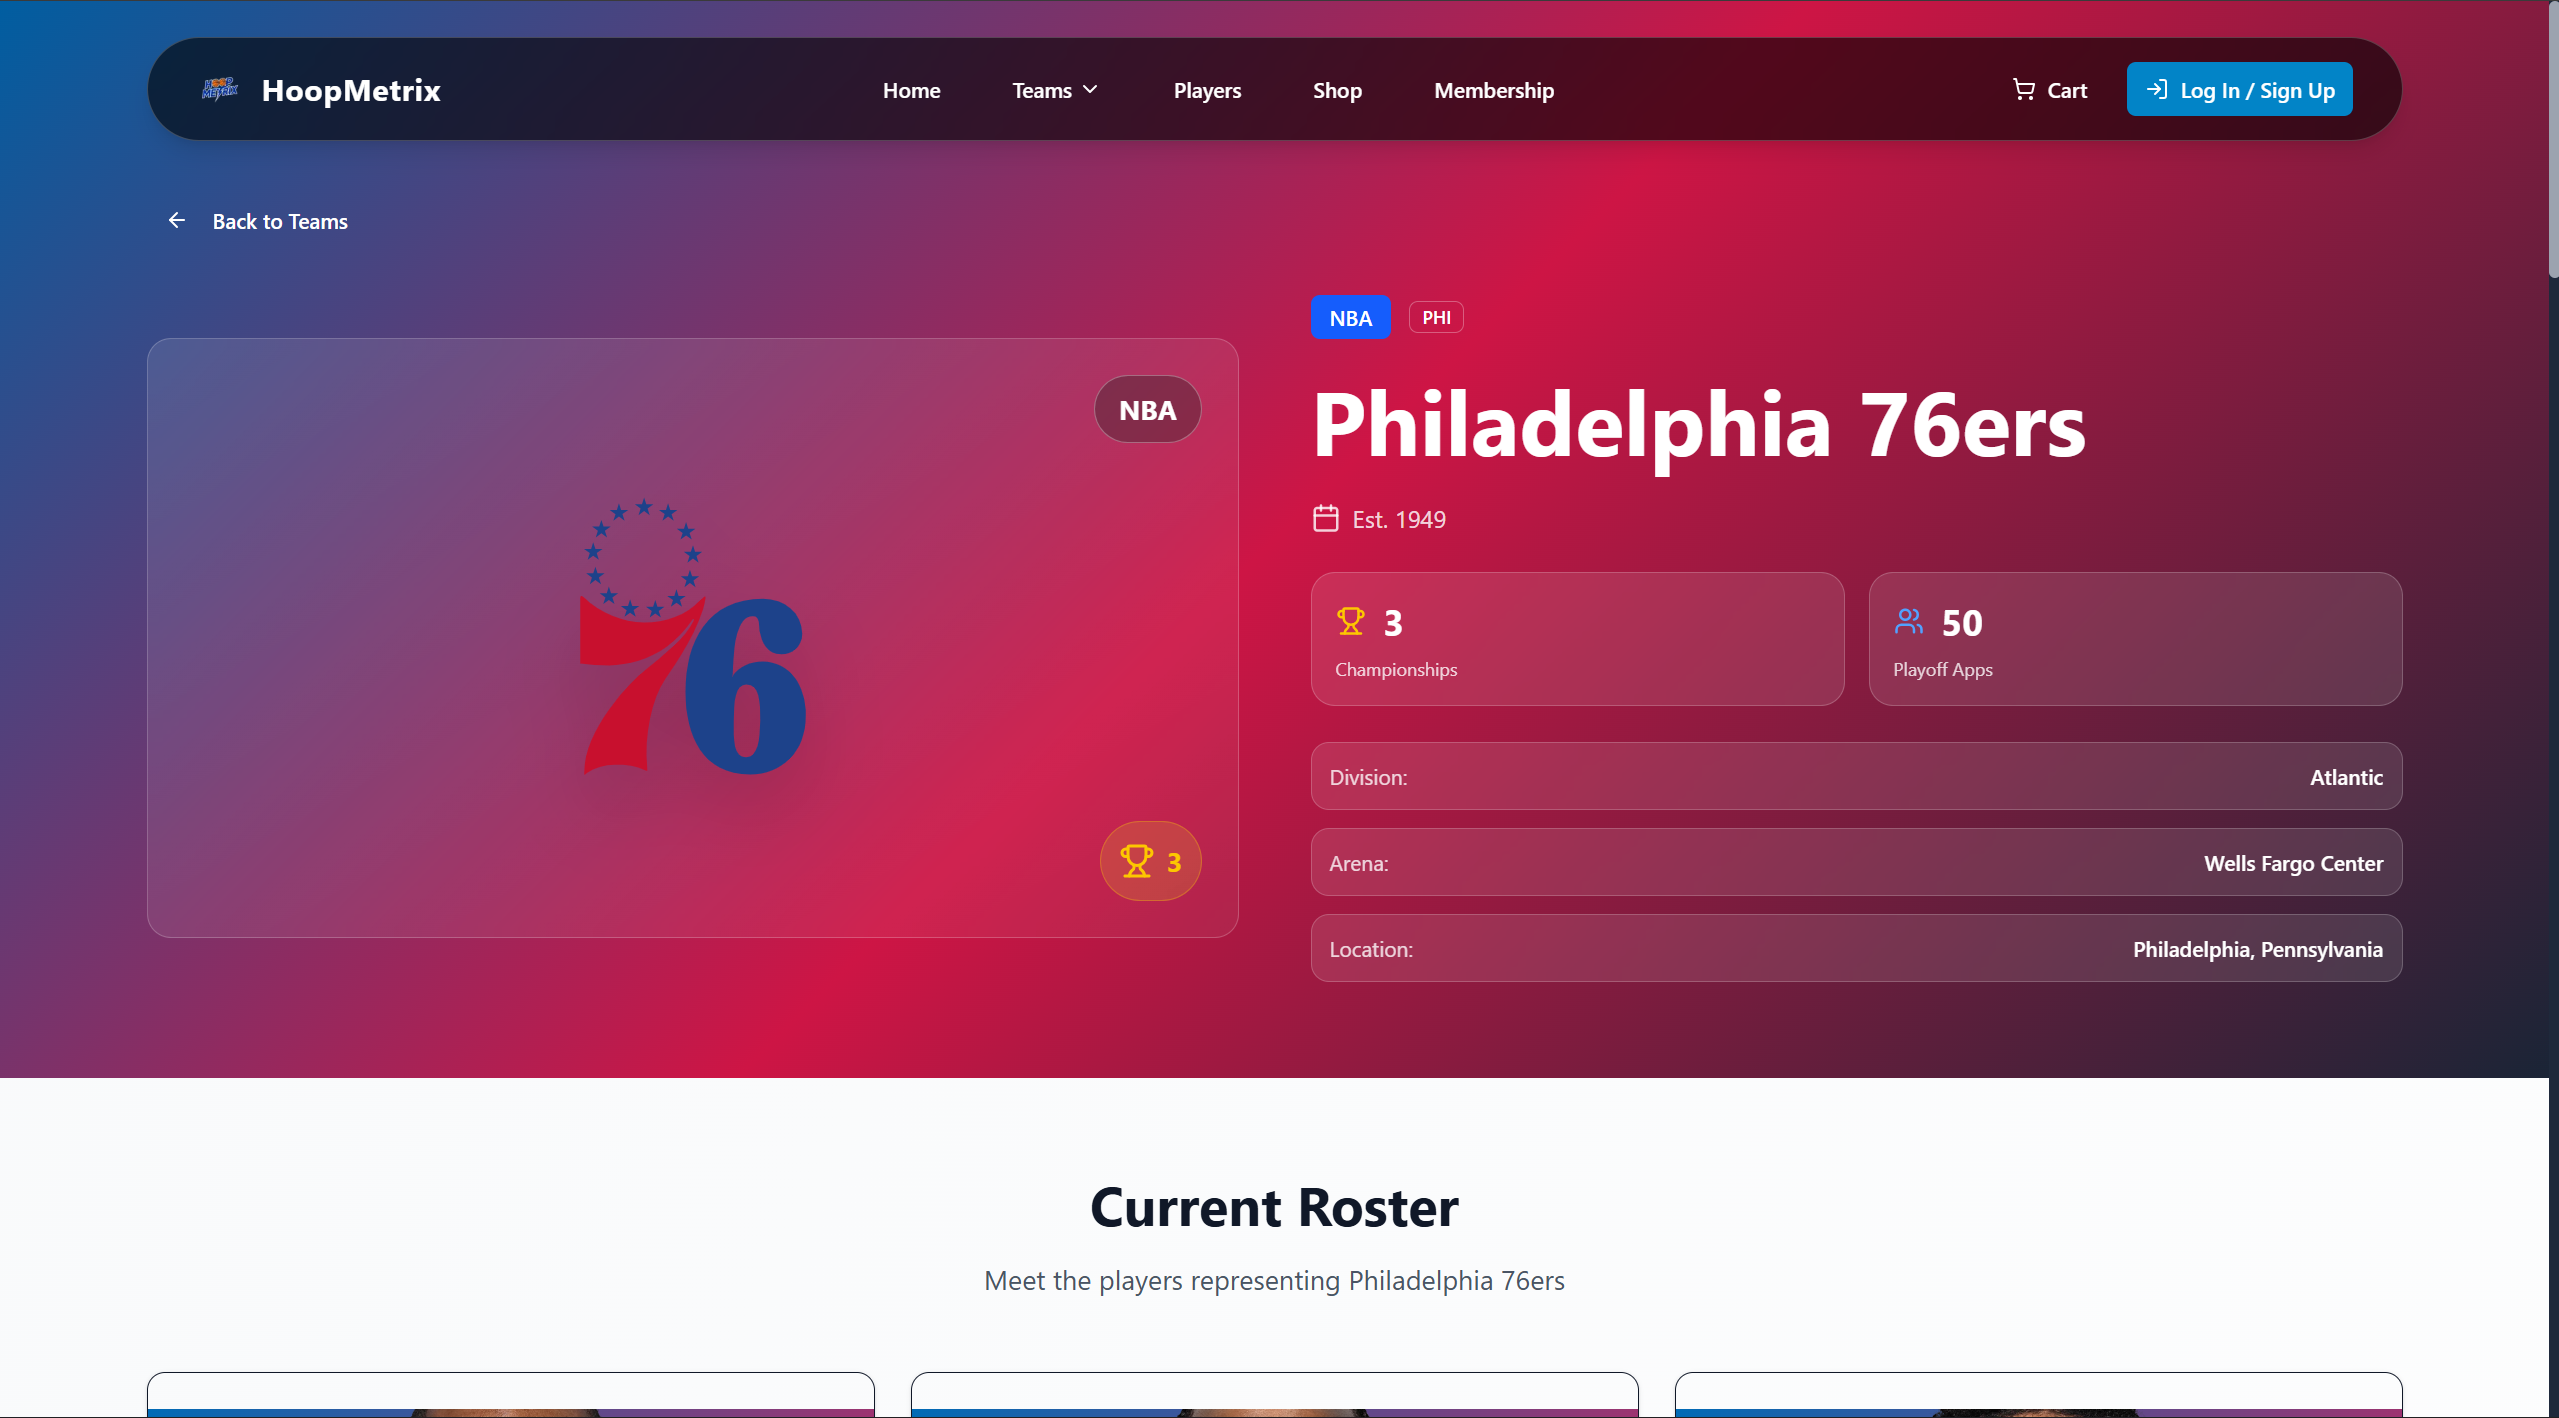 HOOP METRIX
HoopMetrix
Home
Teams
Players
Shop
Membership
Cart
Log In / Sign Up
Back to Teams
NBA
PHI
NBA
Philadelphia 76ers
Est. 1949
76
3
Championships
50
Playoff Apps
Division:
Atlantic
3
Arena:
Wells Fargo Center
Location:
Philadelphia, Pennsylvania
Current Roster
Meet the players representing Philadelphia 76ers